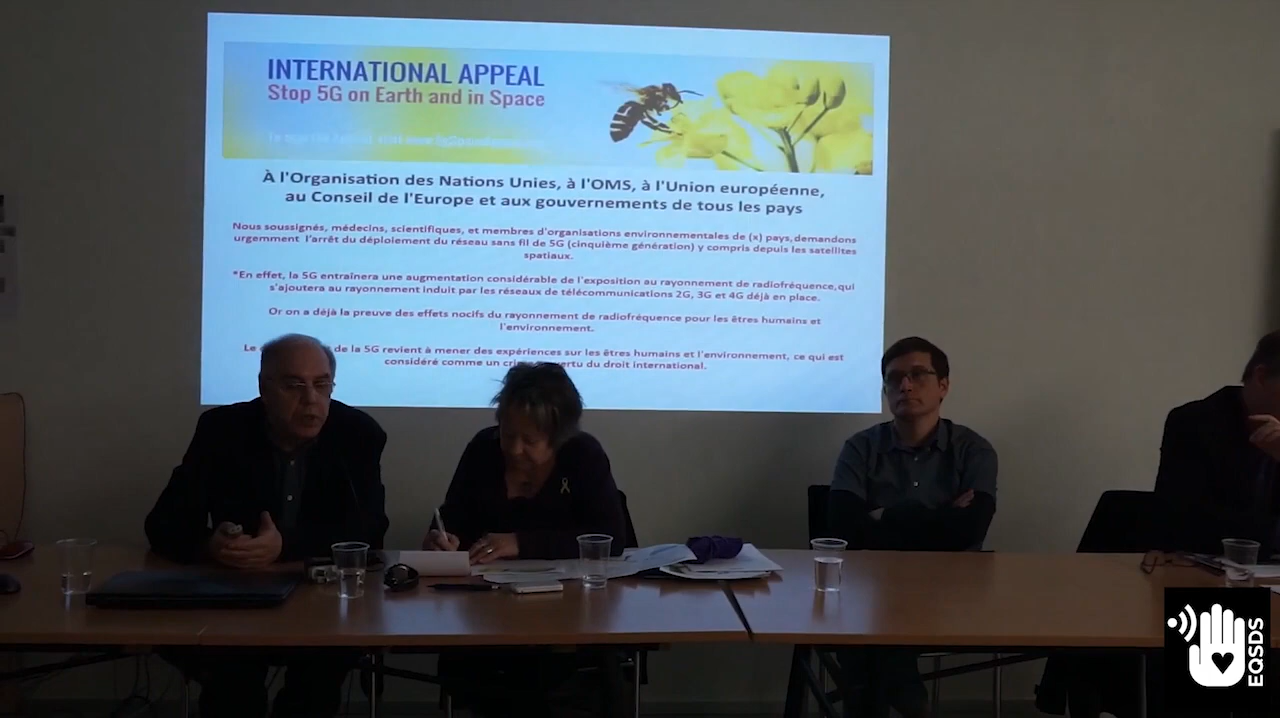 INTERNATIONAL APPEAL
Stop 5G on Earth and in Space
À l'Organisation des Nations Unies, à l'OMS, à l'Union européenne,
au Conseil de l'Europe et aux gouvernements de tous les pays
Nous soussignés, médecins, scientifiques, et membres d'organisations environnementales de (x) pays, demandons
urgemment l'arrêt du déploiement du réseau sans fil de 5G (cinquième génération) y compris depuis les satellites
spatiaux.
*En effet, la 5G entraînera une augmentation considérable de l'exposition au rayonnement de radiofréquence, qui
s'ajoutera au rayonnement induit par les réseaux de télécommunications 2G, 3G et 4G déjà en place.
Or on a déjà la preuve des effets nocifs du rayonnement de radiofréquence pour les êtres humains et
l'environnement.
Le de la 5G revient à mener des expériences sur les êtres humains et l'environnement, ce qui est
considéré comme un du droit international.
EQSDS